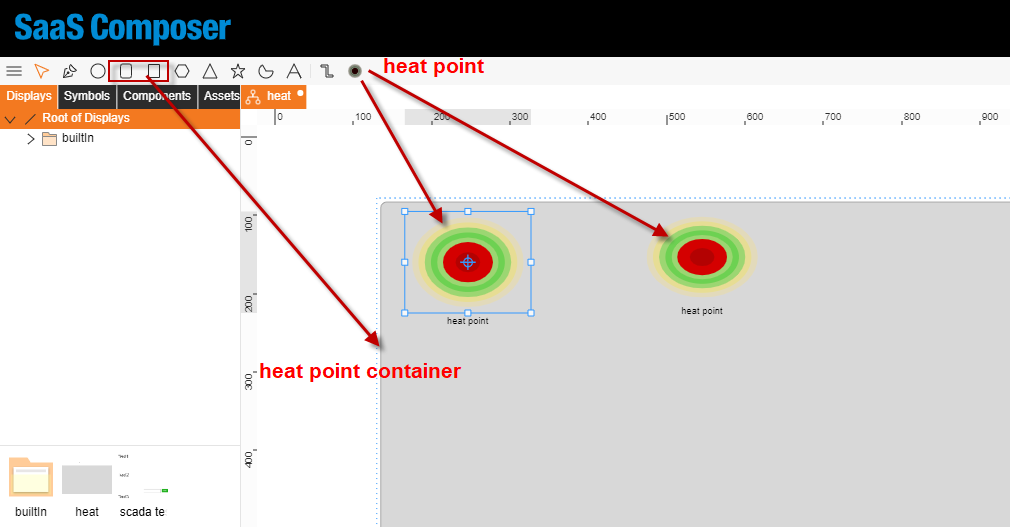 SaaS Composer
heat point
Displays Symbols Components Assets heat
Root of Displays
builtIn
0 100 200 300 400 500 600 700 800 900
0
100
200
300
400
heat point
heat point
heat point container
builtIn heat scada te